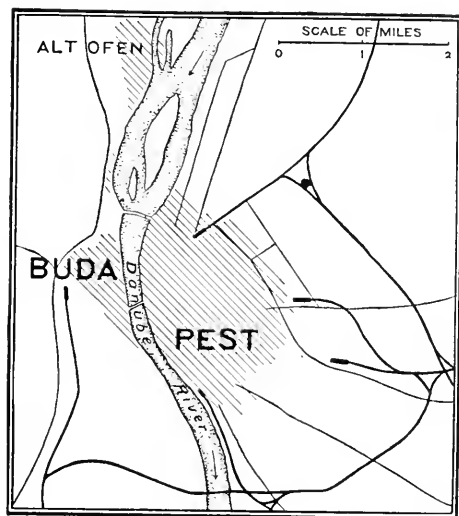 ALT OFEN
SCALE OF MILES
0 1 2
BUDA
Danube
PEST
River